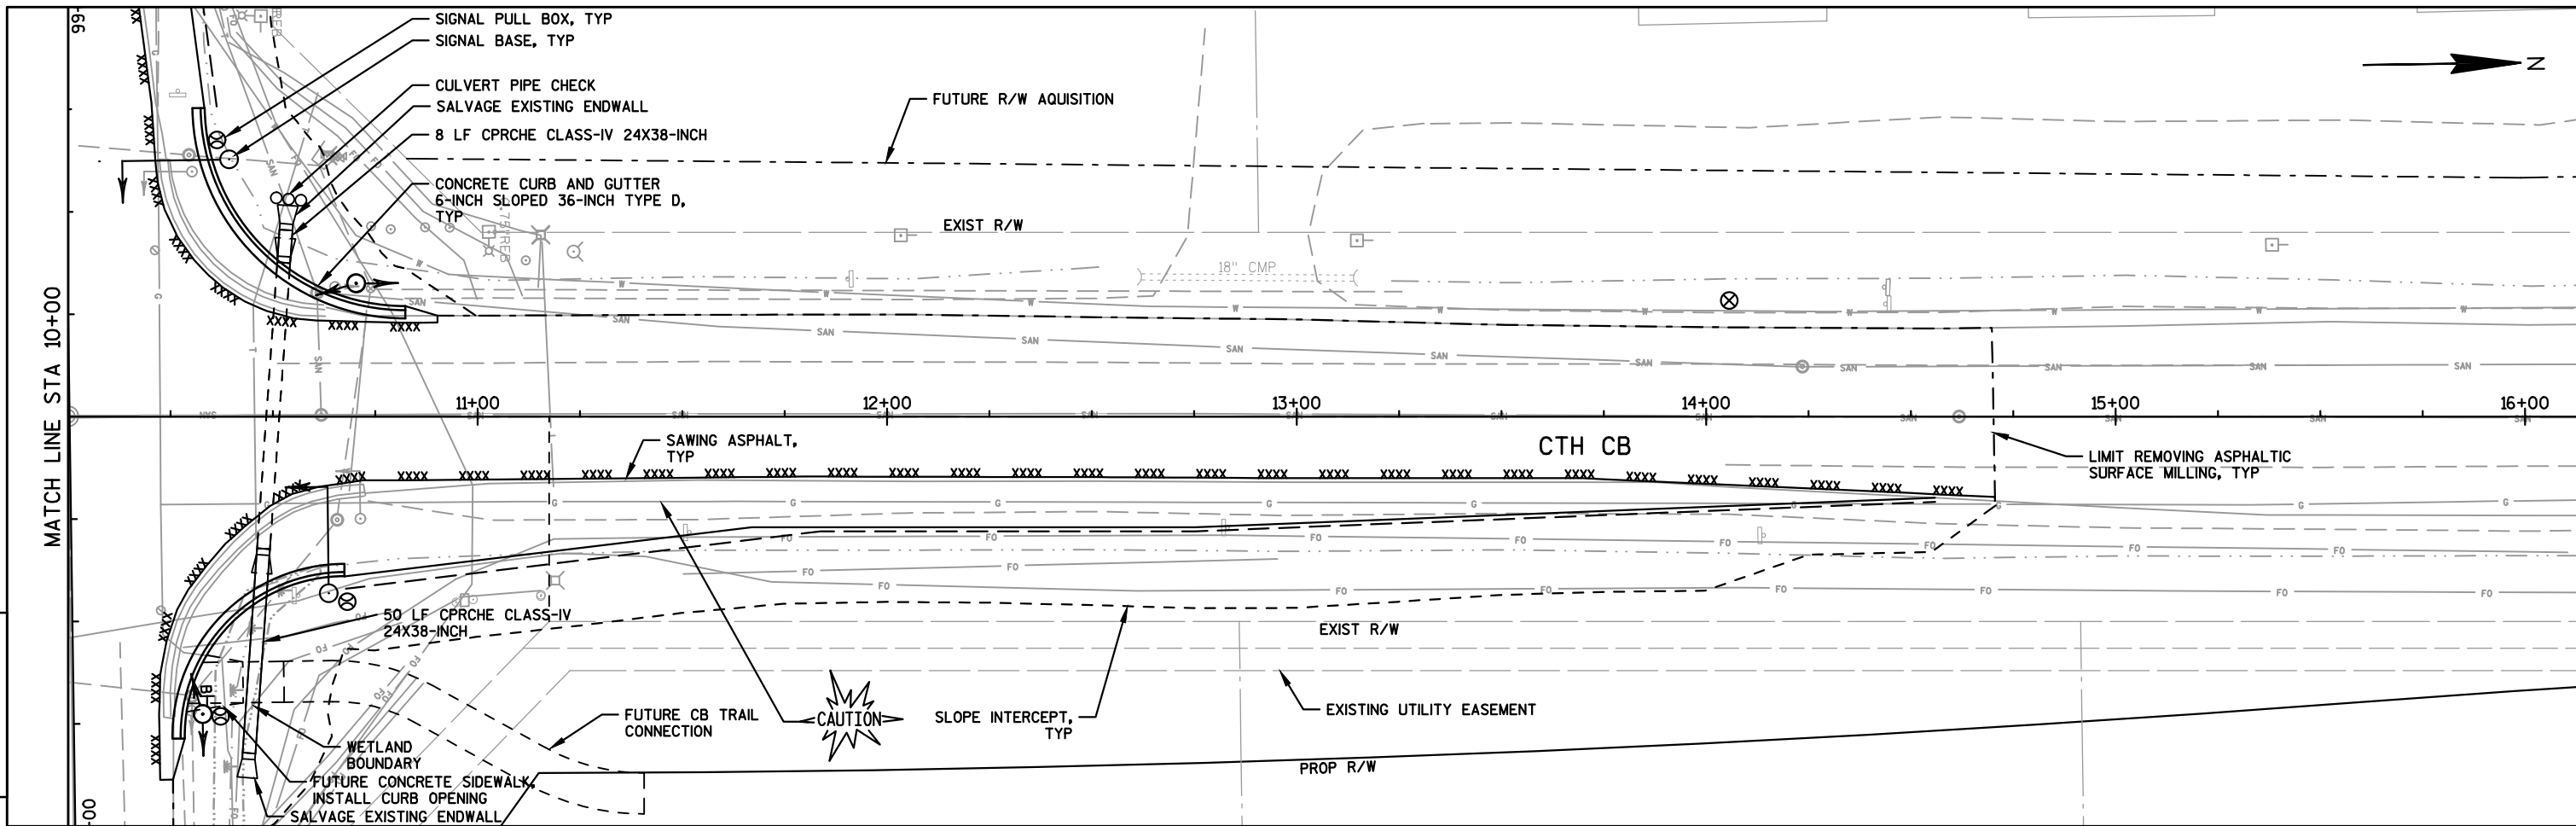 99
SIGNAL PULL BOX, TYP
SIGNAL BASE, TYP
CULVERT PIPE CHECK
SALVAGE EXISTING ENDWALL
8 LF CPRCHE CLASS-IV 24X38-INCH
CONCRETE CURB AND GUTTER
6-INCH SLOPED 36-INCH TYPE D,
TYP
FUTURE R/W AQUISITION
N
EXIST R/W
.75"REB
18" CMP
MATCH LINE STA 10+00
11+00
12+00
13+00
14+00
15+00
16+00
SAWING ASPHALT,
TYP
CTH CB
LIMIT REMOVING ASPHALTIC
SURFACE MILLING, TYP
50 LF CPRCHE CLASS-IV
24X38-INCH
EXIST R/W
FUTURE CB TRAIL
CONNECTION
CAUTION
SLOPE INTERCEPT,
TYP
EXISTING UTILITY EASEMENT
WETLAND
BOUNDARY
FUTURE CONCRETE SIDEWALK,
INSTALL CURB OPENING
SALVAGE EXISTING ENDWALL
PROP R/W